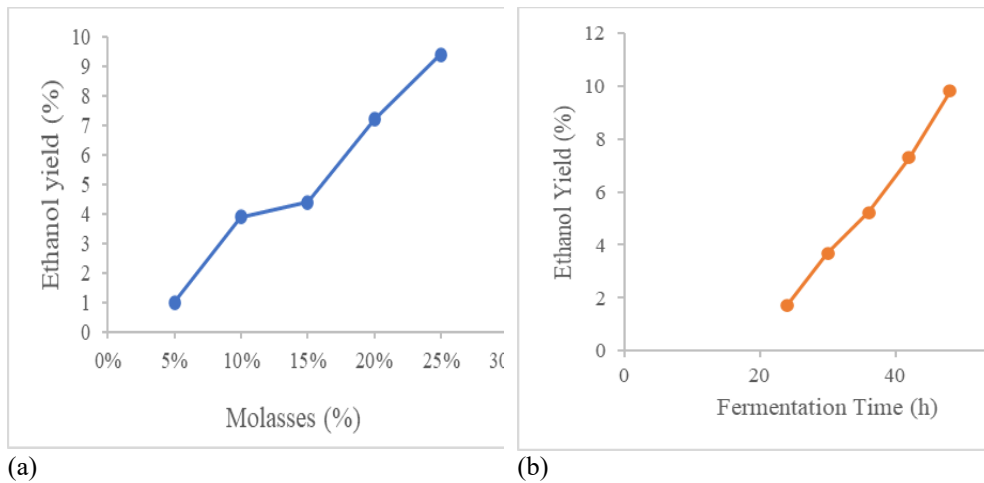 10
9
8
7
6
5
4
3
2
1
0
Ethanol yield (%)
0% 5% 10% 15% 20% 25% 30
Molasses (%)
(a)
12
10
8
6
4
2
0
Ethanol Yield (%)
0 20 40
Fermentation Time (h)
(b)